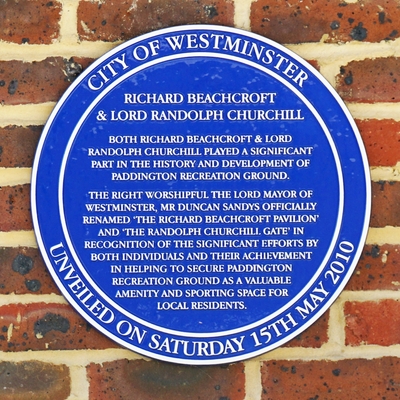 CITY OF WESTMINSTER
RICHARD BEACHCROFT
& LORD RANDOLPH CHURCHILL
BOTH RICHARD BEACHCROFT & LORD
RANDOLPH CHURCHILL PLAYED A SIGNIFICANT
PART IN THE HISTORY AND DEVELOPMENT OF
PADDINGTON RECREATION GROUND.
THE RIGHT WORSHIPFUL THE LORD MAYOR OF
WESTMINSTER, MR DUNCAN SANDYS OFFICIALLY
RENAMED 'THE RICHARD BEACHCROFT PAVILION'
AND 'THE RANDOLPH CHURCHILL GATE' IN
RECOGNITION OF THE SIGNIFICANT EFFORTS BY
BOTH INDIVIDUALS AND THEIR ACHIEVEMENT
IN HELPING TO SECURE PADDINGTON
RECREATION GROUND AS A VALUABLE
AMENITY AND SPORTING SPACE FOR
LOCAL RESIDENTS.
UNVEILED ON SATURDAY 15TH MAY 2010